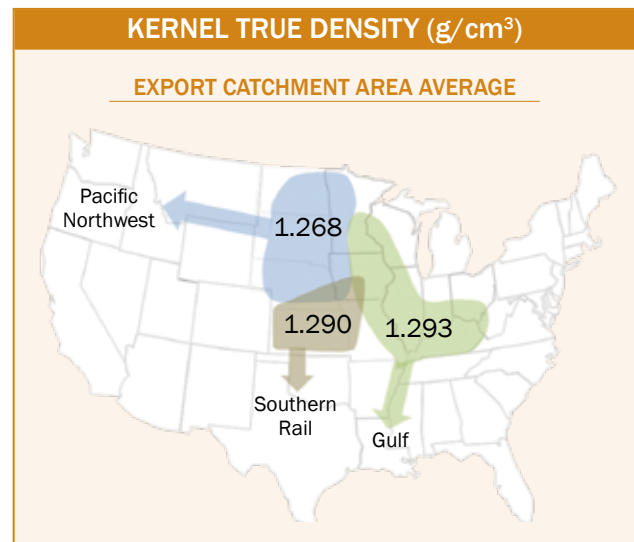 KERNEL TRUE DENSITY (g/cm³)
EXPORT CATCHMENT AREA AVERAGE
Pacific
Northwest
1.268
1.290
1.293
Southern
Rail
Gulf